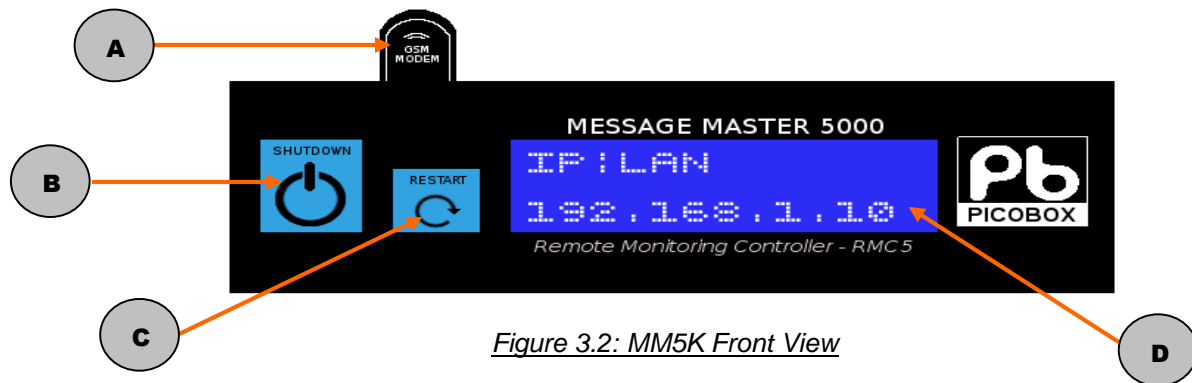 A
GSM
MODEM
MESSAGE MASTER 5000
SHUTDOWN
IP:LAN
B
RESTART
192.168.1.10
Pb
PICOBOX
Remote Monitoring Controller - RMC5
C
Figure 3.2: MM5K Front View
D